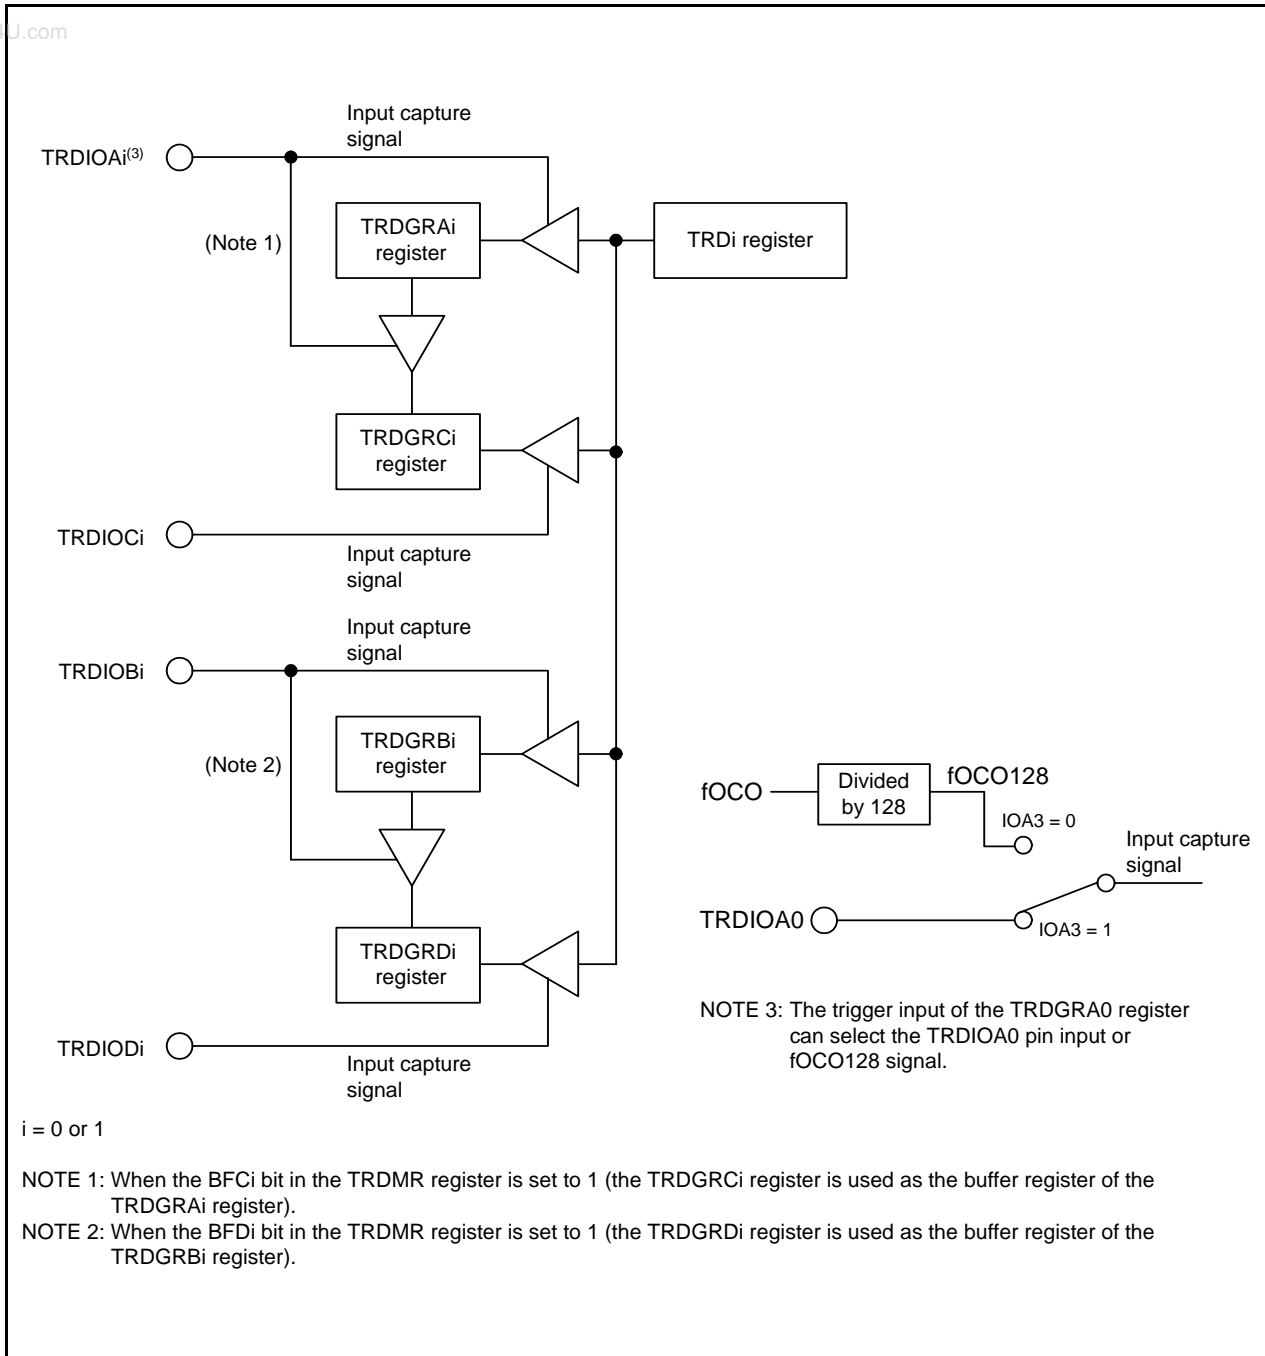 4U.com
Input capture
signal
TRDIOAi(3)
(Note 1)
TRDGRAi
register
TRDi register
TRDGRCi
register
TRDIOCi
Input capture
signal
Input capture
signal
TRDIOBi
(Note 2)
TRDGRBi
register
TRDGRDi
register
TRDIODi
Input capture
signal
fOCO
Divided
by 128
fOCO128
IOA3 = 0
Input capture
signal
TRDIOA0
IOA3 = 1
NOTE 3: The trigger input of the TRDGRA0 register
can select the TRDIOA0 pin input or
fOCO128 signal.
i = 0 or 1
NOTE 1: When the BFCi bit in the TRDMR register is set to 1 (the TRDGRCi register is used as the buffer register of the
TRDGRAi register).
NOTE 2: When the BFDi bit in the TRDMR register is set to 1 (the TRDGRDi register is used as the buffer register of the
TRDGRBi register).